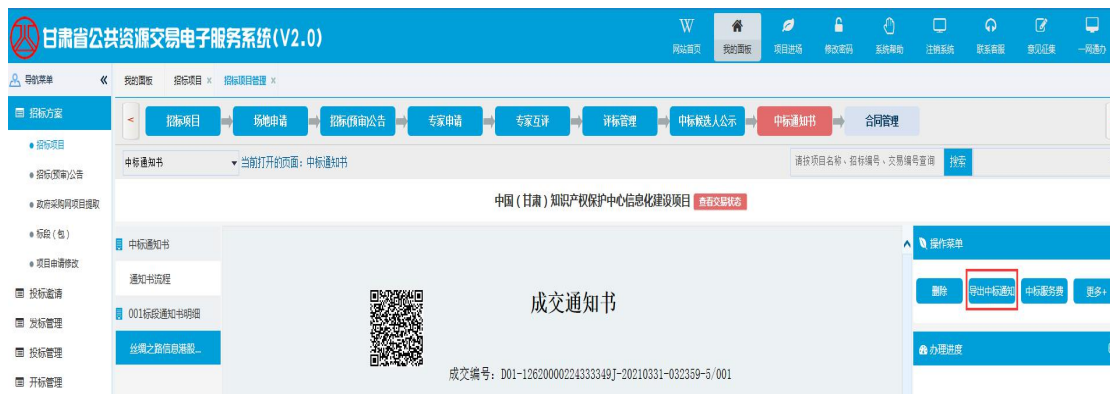 甘肃省公共资源交易电子服务系统(V2.0)
网站首页
我的面板
项目进场
修改密码
系统帮助
注销系统
联系客服
意见征集
一网通办
导航菜单
我的面板 招标项目 × 招标项目管理 ×
招标方案
招标项目
招标(预审)公告
政府采购网项目提取
标段（包）
项目申请修改
投标邀请
发标管理
投标管理
开标管理
< 招标项目 场地申请 招标(预审)公告 专家申请 专家互评 评标管理 中标候选人公示 中标通知书 合同管理
中标通知书 当前打开的页面：中标通知书 请按项目名称、招标编号、交易编号查询 搜索
中国（甘肃）知识产权保护中心信息化建设项目 查看交易状态
中标通知书
通知书流程
001标段通知书明细
丝绸之路信息港股...
成交通知书
成交编号：D01-12620000224333349J-20210331-032359-5/001
操作菜单
删除 导出中标通知 中标服务费 更多+
办理进度